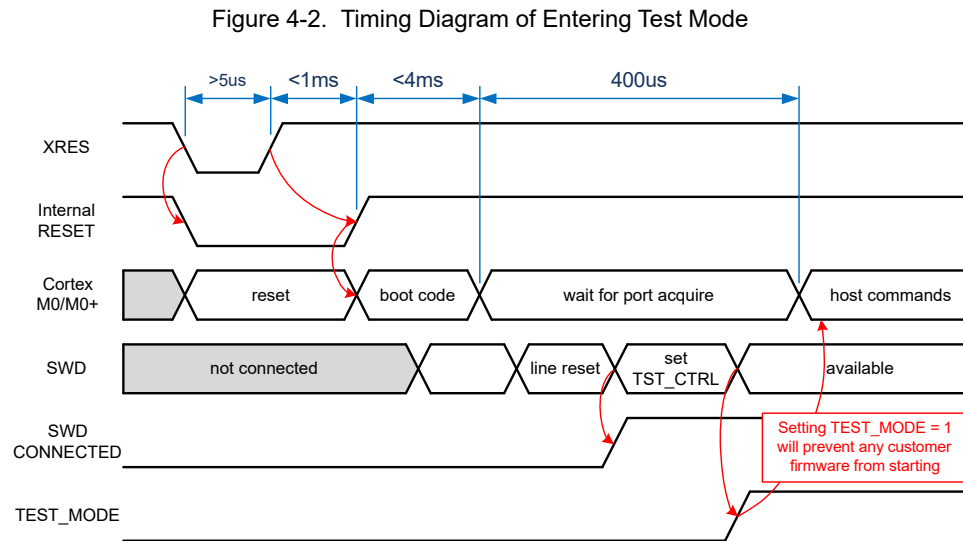 Figure 4-2. Timing Diagram of Entering Test Mode
>5us <1ms <4ms 400us
XRES
Internal
RESET
Cortex
M0/M0+
reset boot code wait for port acquire host commands
SWD
not connected line reset set
TST_CTRL available
SWD
CONNECTED
Setting TEST_MODE = 1
will prevent any customer
firmware from starting
TEST_MODE